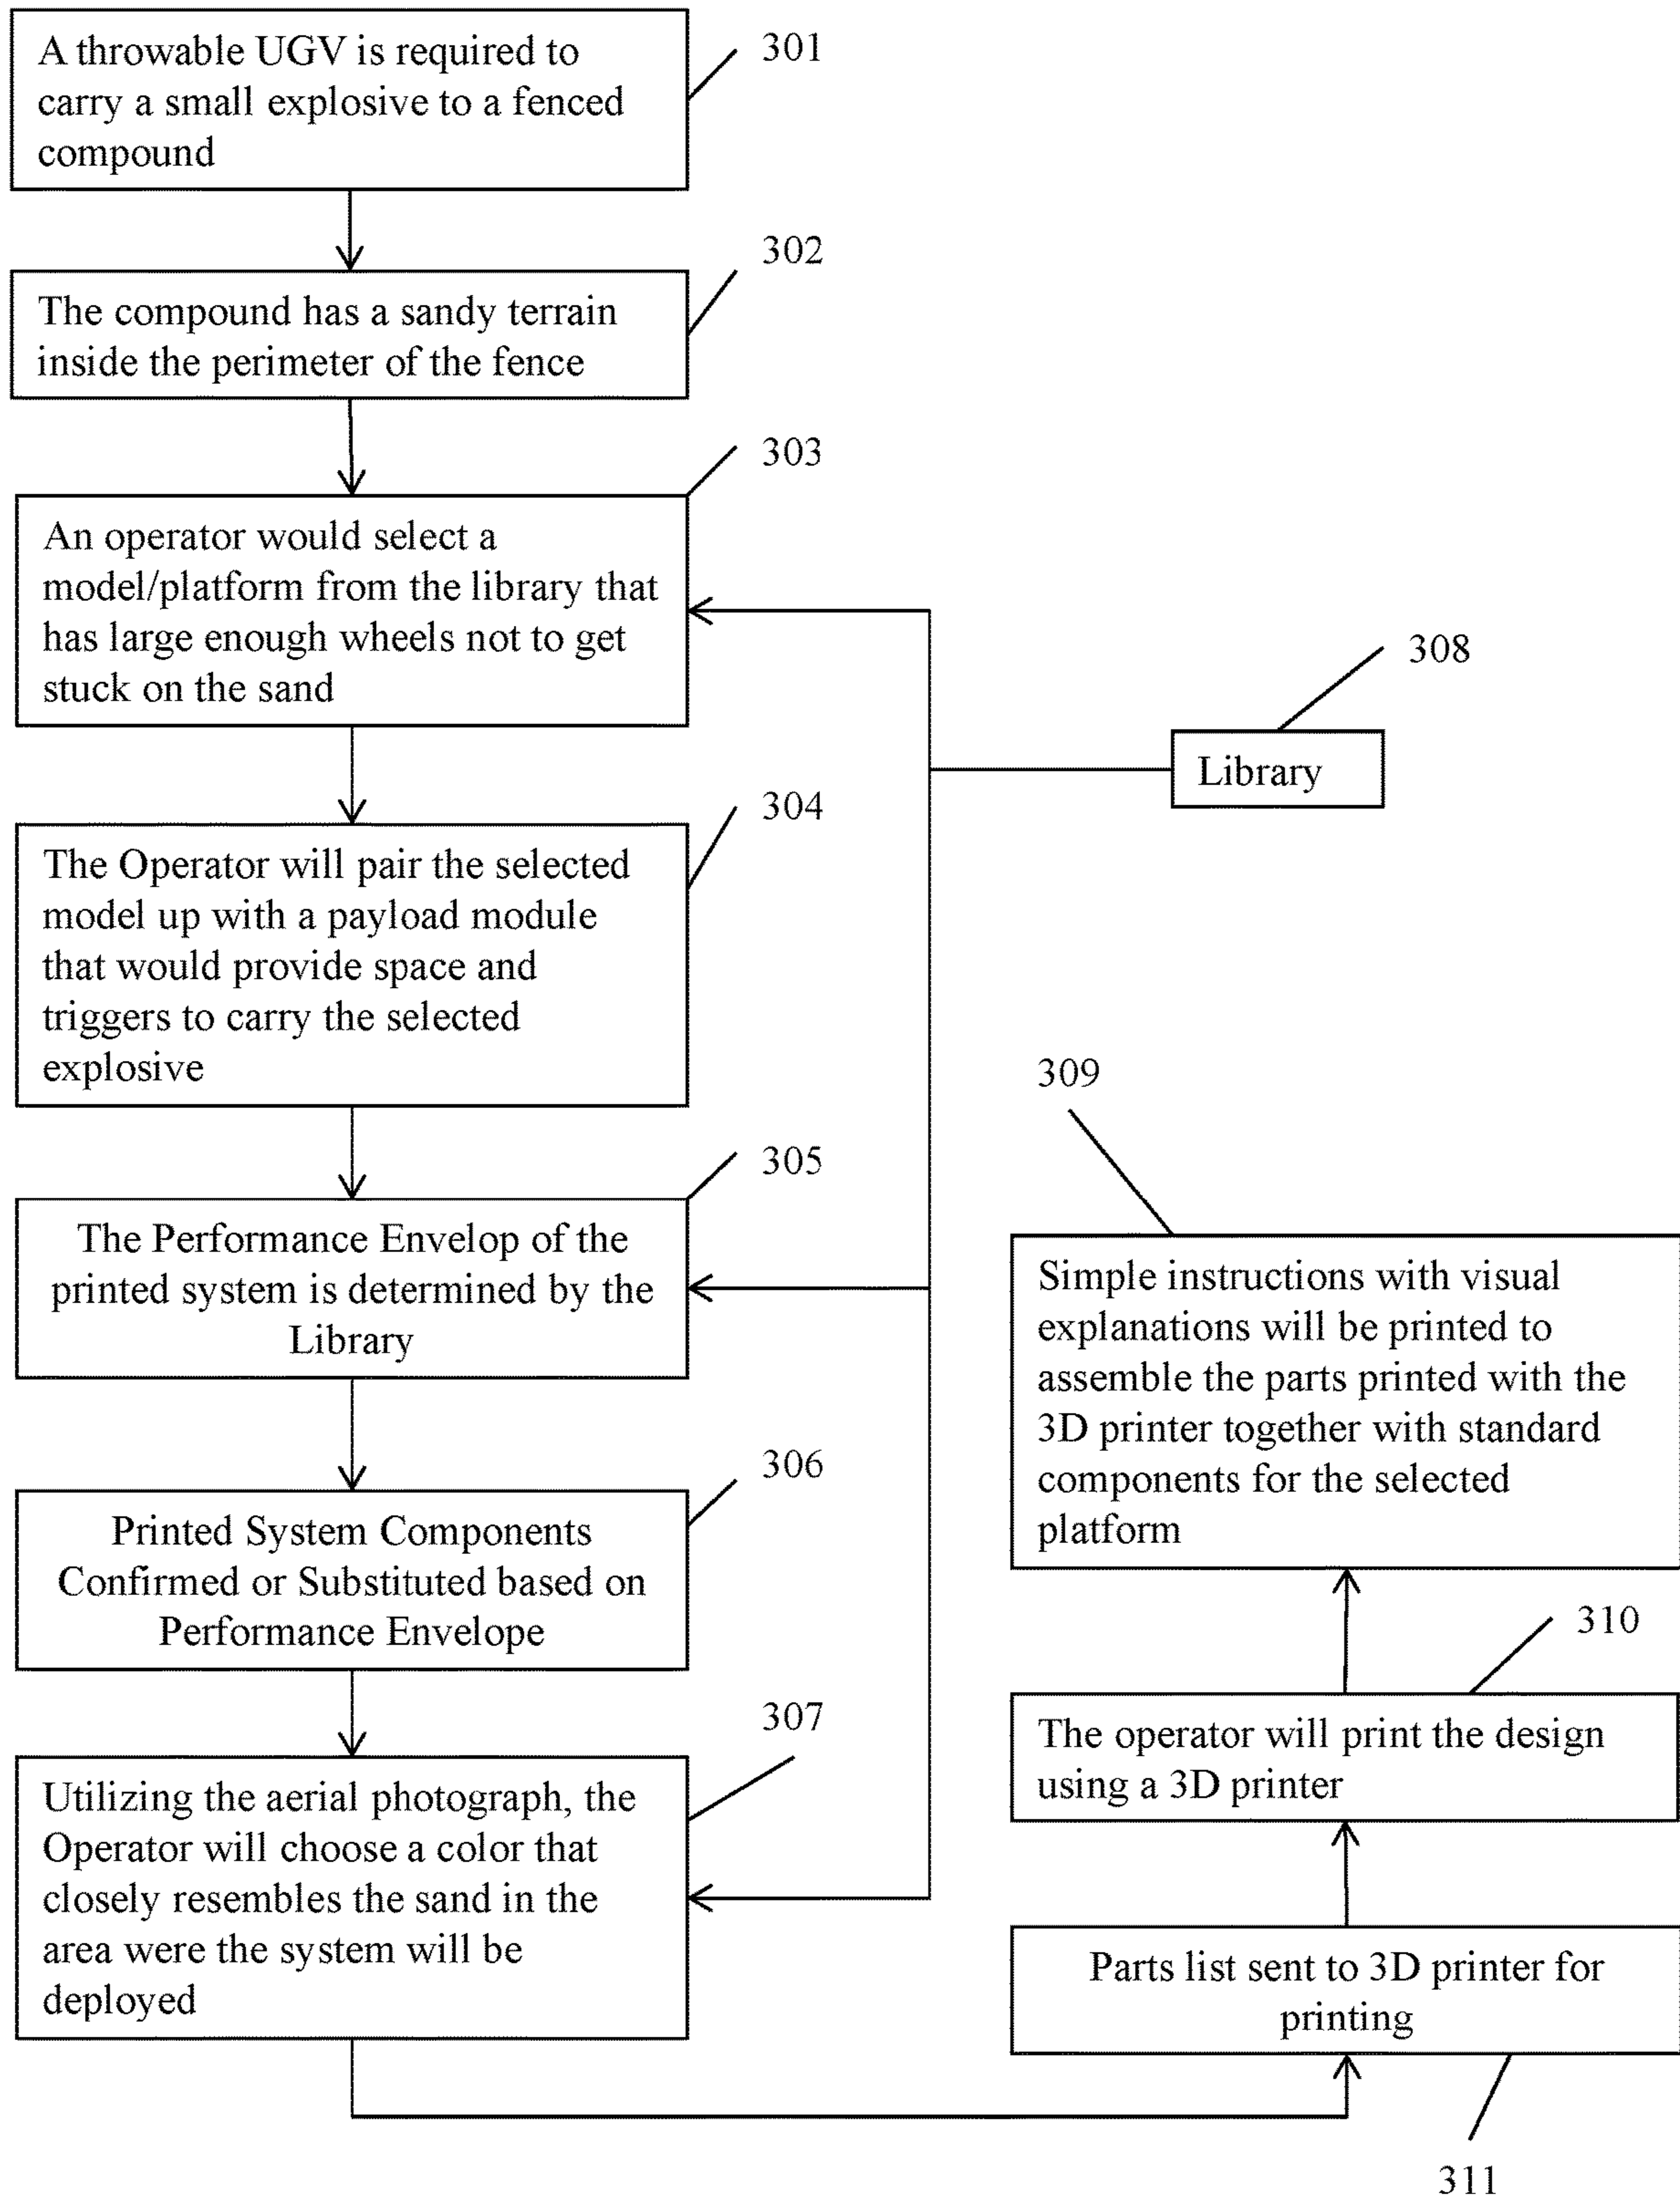 A throwable UGV is required to
carry a small explosive to a fenced
compound
301
The compound has a sandy terrain
inside the perimeter of the fence
302
An operator would select a
model/platform from the library that
has large enough wheels not to get
stuck on the sand
303
The Operator will pair the selected
model up with a payload module
that would provide space and
triggers to carry the selected
explosive
304
The Performance Envelop of the
printed system is determined by the
Library
305
Printed System Components
Confirmed or Substituted based on
Performance Envelope
306
Utilizing the aerial photograph, the
Operator will choose a color that
closely resembles the sand in the
area were the system will be
deployed
307
308
Library
309
Simple instructions with visual
explanations will be printed to
assemble the parts printed with the
3D printer together with standard
components for the selected
platform
310
The operator will print the design
using a 3D printer
Parts list sent to 3D printer for
printing
311